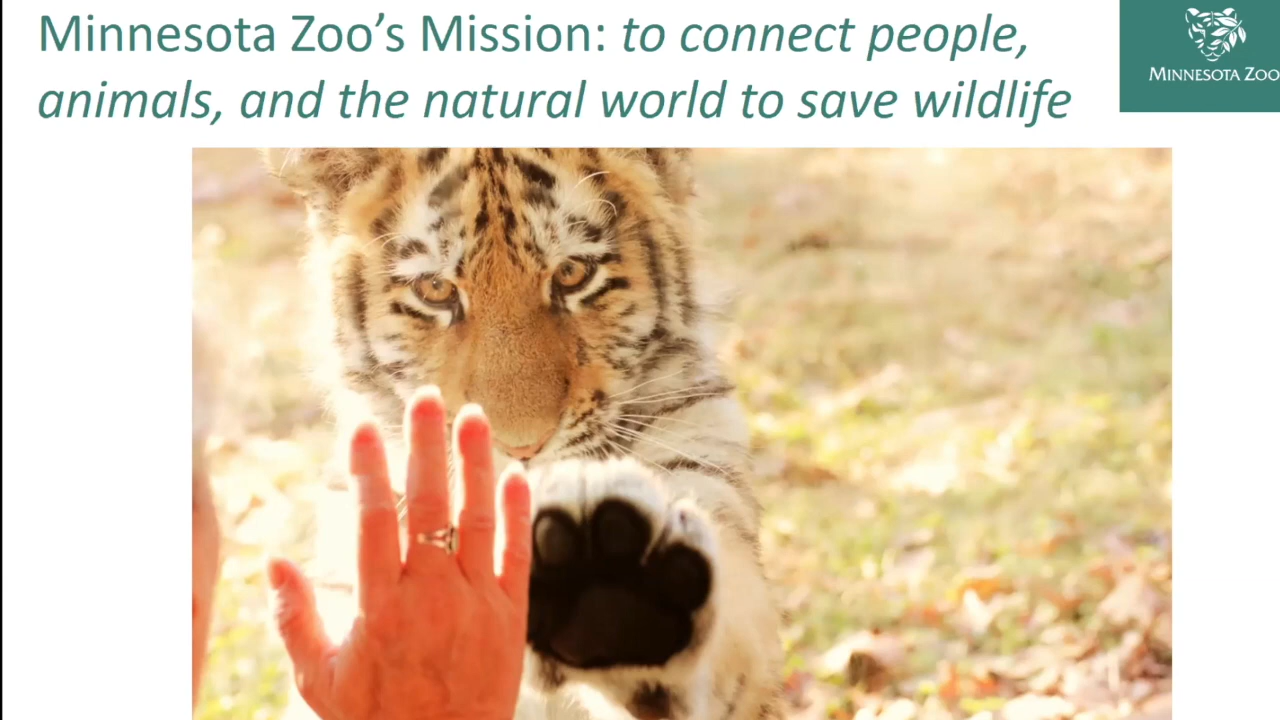 Minnesota Zoo’s Mission: to connect people,
animals, and the natural world to save wildlife
MINNESOTA ZOO